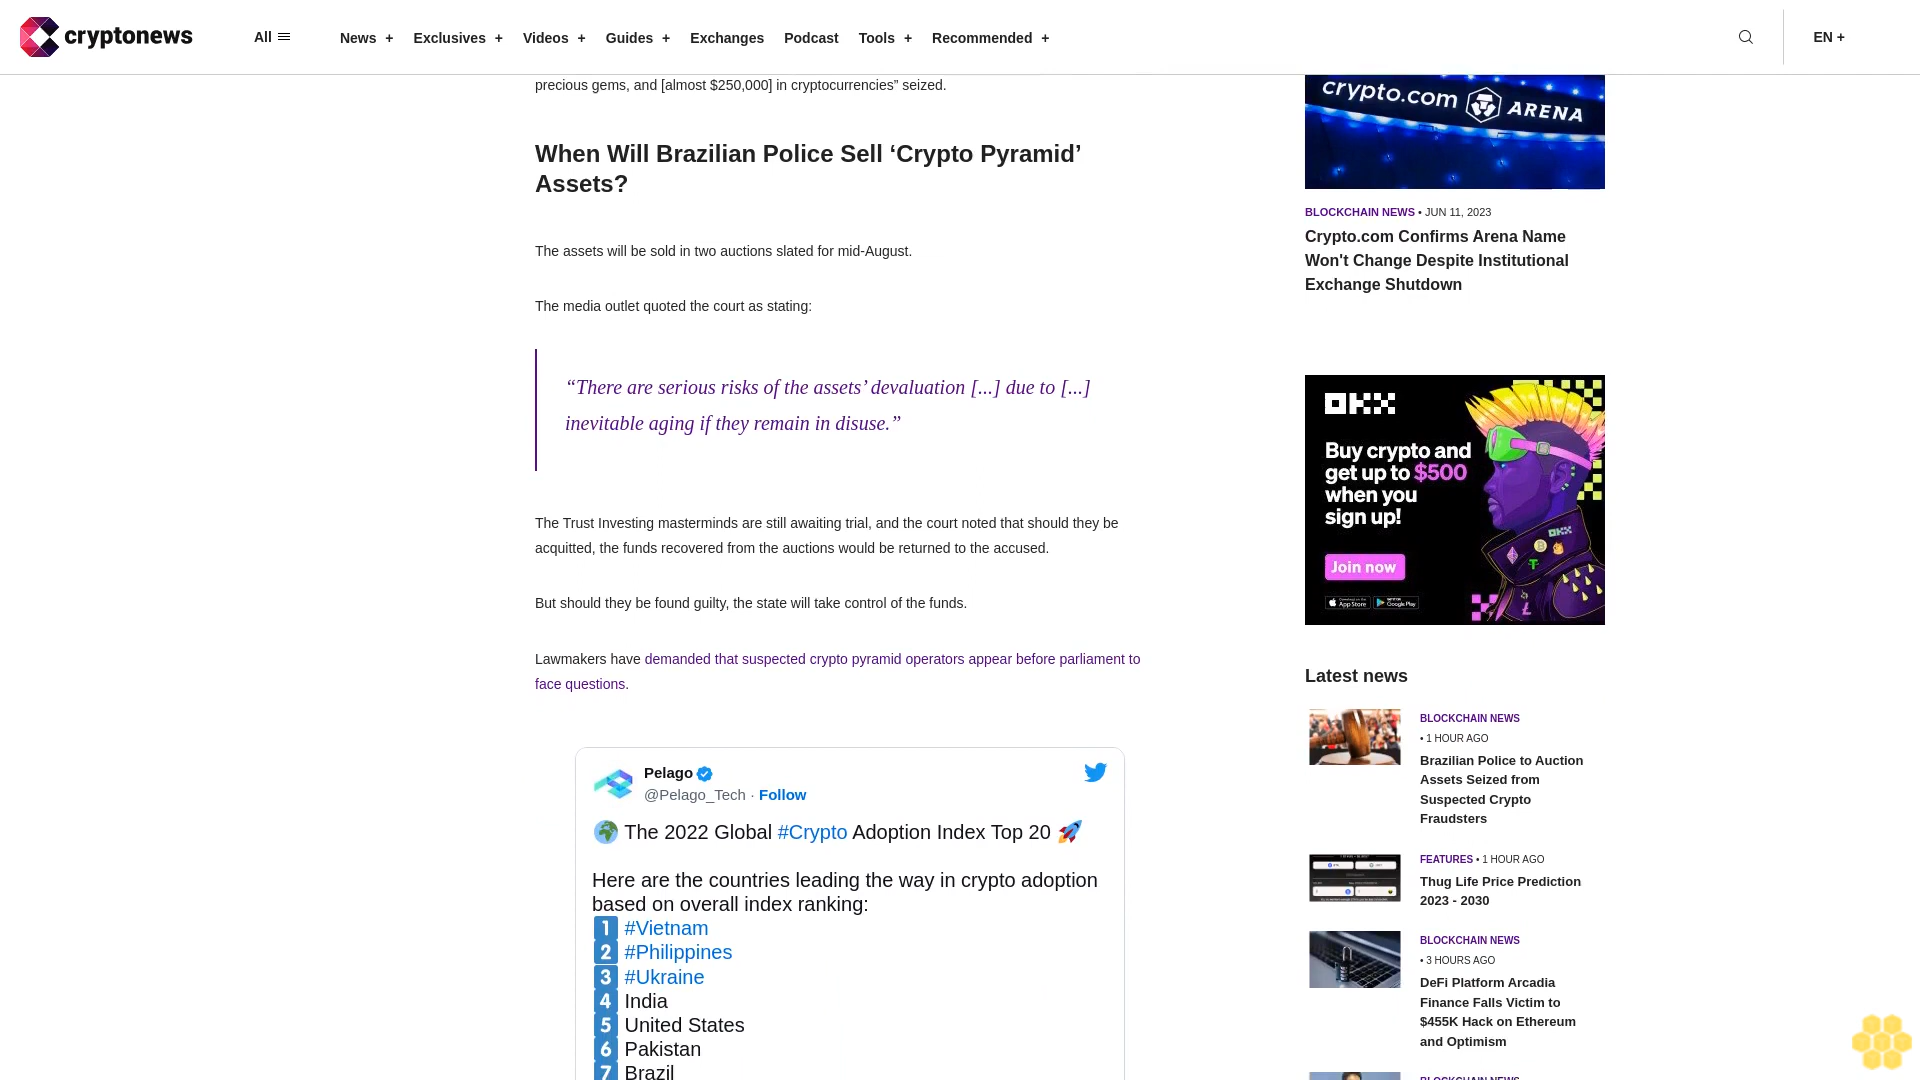 cryptonews
All
News +
Exclusives +
Videos +
Guides +
Exchanges
Podcast
Tools +
Recommended +
EN +
precious gems, and [almost $250,000] in cryptocurrencies” seized.
When Will Brazilian Police Sell ‘Crypto Pyramid’
Assets?
The assets will be sold in two auctions slated for mid-August.
The media outlet quoted the court as stating:
“There are serious risks of the assets’ devaluation [...] due to [...]
inevitable aging if they remain in disuse.”
The Trust Investing masterminds are still awaiting trial, and the court noted that should they be
acquitted, the funds recovered from the auctions would be returned to the accused.
But should they be found guilty, the state will take control of the funds.
Lawmakers have demanded that suspected crypto pyramid operators appear before parliament to
face questions.
Pelago
@Pelago_Tech · Follow
🌍 The 2022 Global #Crypto Adoption Index Top 20 🚀
Here are the countries leading the way in crypto adoption
based on overall index ranking:
1 #Vietnam
2 #Philippines
3 #Ukraine
4 India
5 United States
6 Pakistan
7 Brazil
crypto.com ARENA
BLOCKCHAIN NEWS • JUN 11, 2023
Crypto.com Confirms Arena Name
Won't Change Despite Institutional
Exchange Shutdown
OKX
Buy crypto and
get up to $500
when you
sign up!
Join now
App Store
Google Play
Latest news
BLOCKCHAIN NEWS
• 1 HOUR AGO
Brazilian Police to Auction
Assets Seized from
Suspected Crypto
Fraudsters
FEATURES • 1 HOUR AGO
Thug Life Price Prediction
2023 - 2030
BLOCKCHAIN NEWS
• 3 HOURS AGO
DeFi Platform Arcadia
Finance Falls Victim to
$455K Hack on Ethereum
and Optimism
BLOCKCHAIN NEWS